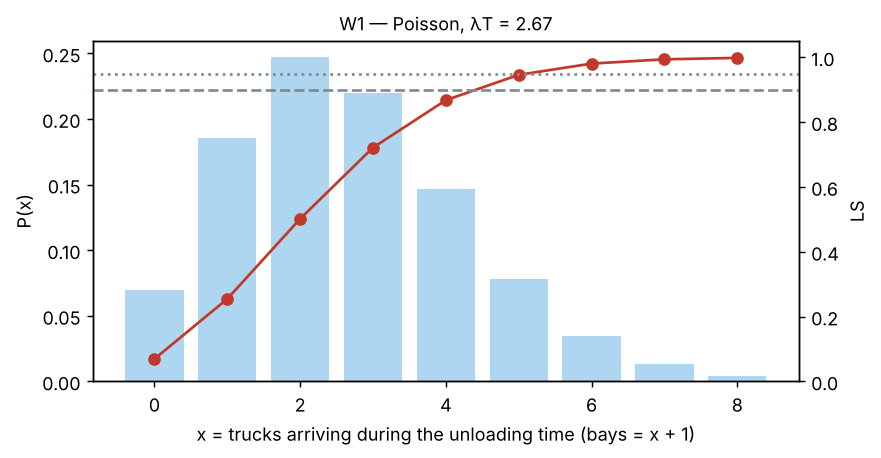 W1 — Poisson, λT = 2.67
P(x)
0.25
0.20
0.15
0.10
0.05
0.00
1.0
0.8
0.6
0.4
0.2
0.0
LS
0 2 4 6 8
x = trucks arriving during the unloading time (bays = x + 1)